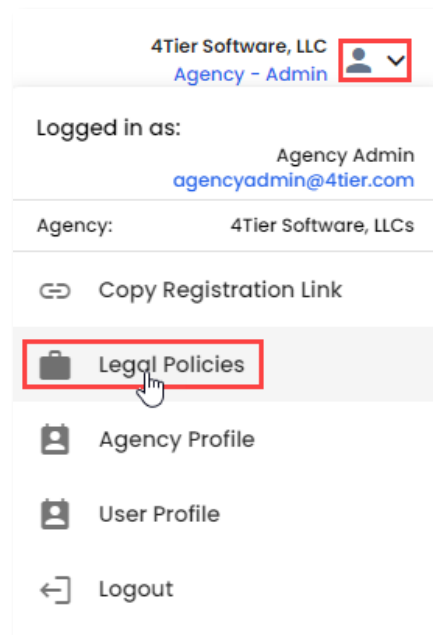 4Tier Software, LLC
Agency - Admin
Logged in as:
Agency Admin
agencyadmin@4tier.com
Agency: 4Tier Software, LLCs
Copy Registration Link
Legal Policies
Agency Profile
User Profile
Logout